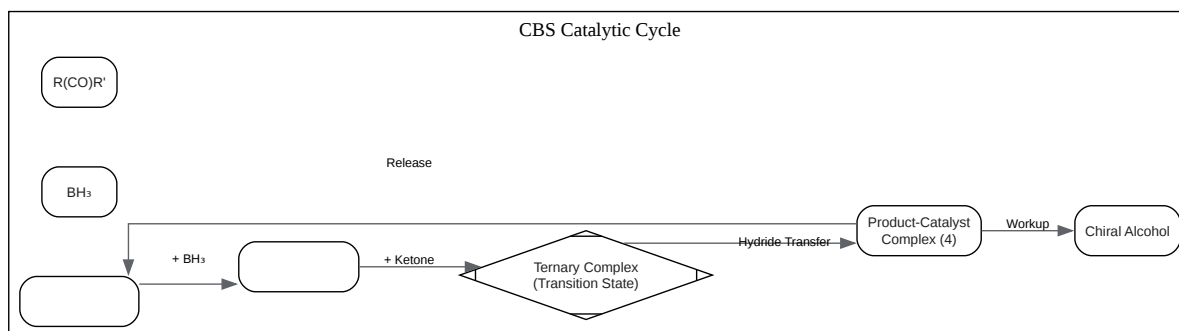 CBS Catalytic Cycle
R(CO)R'
BH₃
Release
Product-Catalyst
Complex (4)
Workup
Chiral Alcohol
Hydride Transfer
+ BH₃
+ Ketone
Ternary Complex
(Transition State)